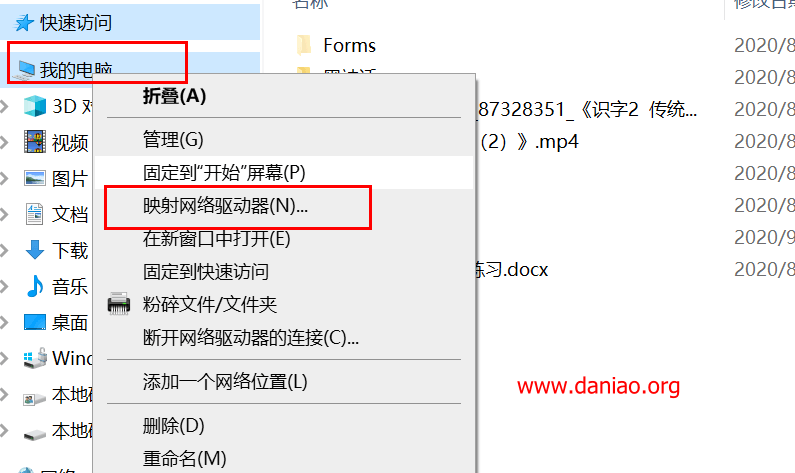 名称
修改日期
快速访问
Forms
2020/8
我的电脑
2020/8
折叠(A)
3D 对
_87328351_《识字2 传统...
2020/8
管理(G)
视频
（2）》.mp4
2020/8
固定到"开始"屏幕(P)
图片
2020/8
映射网络驱动器(N)...
文档
2020/8
在新窗口中打开(E)
下载
2020/9
固定到快速访问
练习.docx
2020/8
音乐
粉碎文件/文件夹
桌面
断开网络驱动器的连接(C)...
Wind
添加一个网络位置(L)
www.daniao.org
本地磁
删除(D)
本地磁
重命名(M)
网络